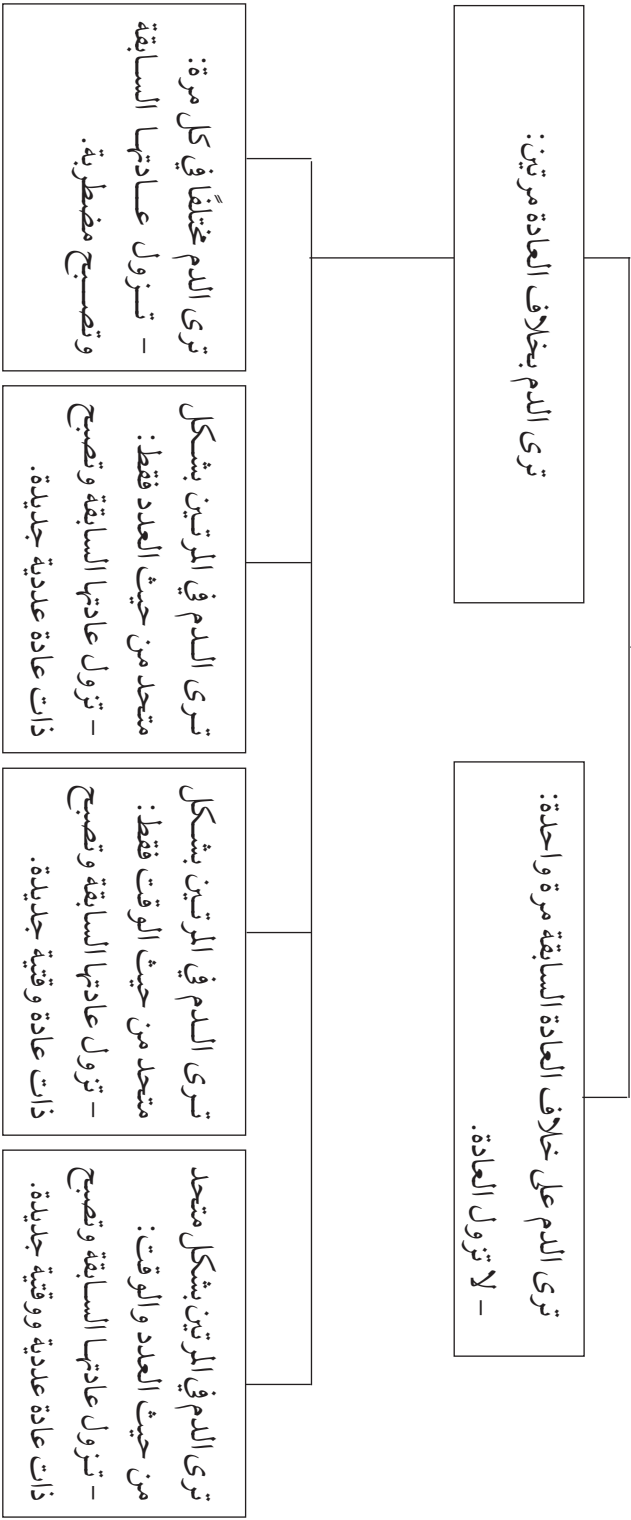 ترى الدم على خلاف العادة السابقة مرة واحدة:
- لا تزول العادة.
ترى الدم بخلاف العادة مرتين:
ترى الدم في المرتين بشكل متحد
من حيث العدد والوقت:
- تزول عادتها السابقة وتصبح
ذات عادة عددية ووقتية جديدة.
ترى الدم في المرتين بشكل
متحد من حيث الوقت فقط:
- تزول عادتها السابقة وتصبح
ذات عادة وقتية جديدة.
ترى الدم في المرتين بشكل
متحد من حيث العدد فقط:
- تزول عادتها السابقة وتصبح
ذات عادة عددية جديدة.
ترى الدم مختلفًا في كل مرة:
- تزول عادتها السابقة
وتصبح مضطربة.